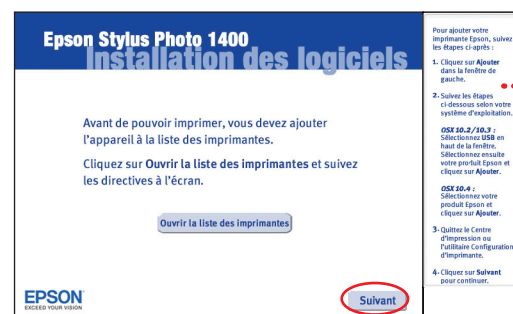 Epson Stylus Photo 1400
Installation des logiciels
Avant de pouvoir imprimer, vous devez ajouter
l'appareil à la liste des imprimantes.
Cliquez sur Ouvrir la liste des imprimantes et suivez
les directives à l'écran.
Ouvrir la liste des imprimantes
EPSON
EXCEED YOUR VISION
Suivant
Pour ajouter votre
imprimante Epson, suivez
les étapes ci-après :
1. Cliquez sur Ajouter
dans la fenêtre de
gauche.
2. Suivez les étapes
ci-dessous selon votre
système d'exploitation.
OSX 10.2/10.3 :
Sélectionnez USB en
haut de la fenêtre.
Sélectionnez ensuite
votre produit Epson et
cliquez sur Ajouter.
OSX 10.4 :
Sélectionnez votre
produit Epson et
cliquez sur Ajouter.
3. Quittez le Centre
d'impression ou
l'utilitaire Configuration
d'imprimante.
4. Cliquez sur Suivant
pour continuer.